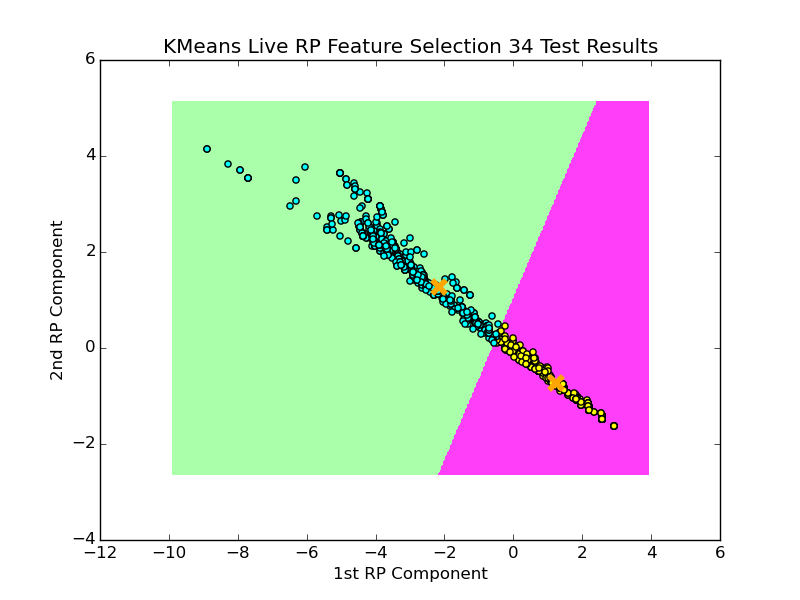 KMeans Live RP Feature Selection 34 Test Results
6
4
2
0
−2
−4
2nd RP Component
−12 −10 −8 −6 −4 −2 0 2 4 6
1st RP Component